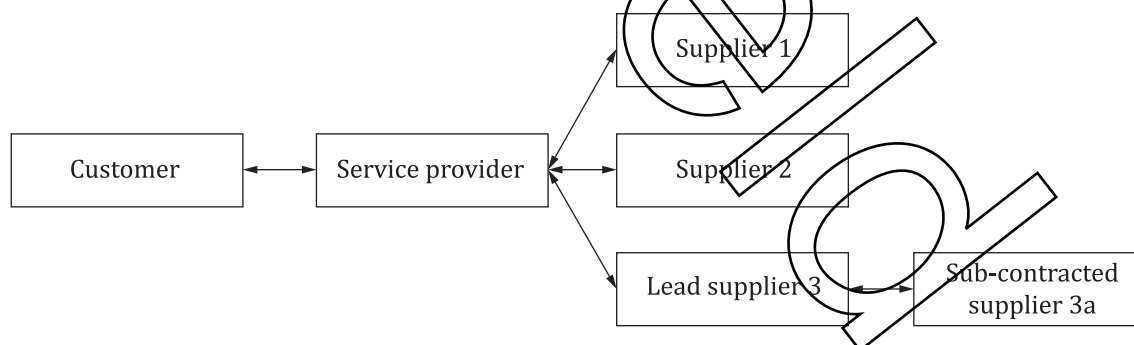 Supplier 1
Customer
Service provider
Supplier 2
Lead supplier 3
Sub-contracted
supplier 3a